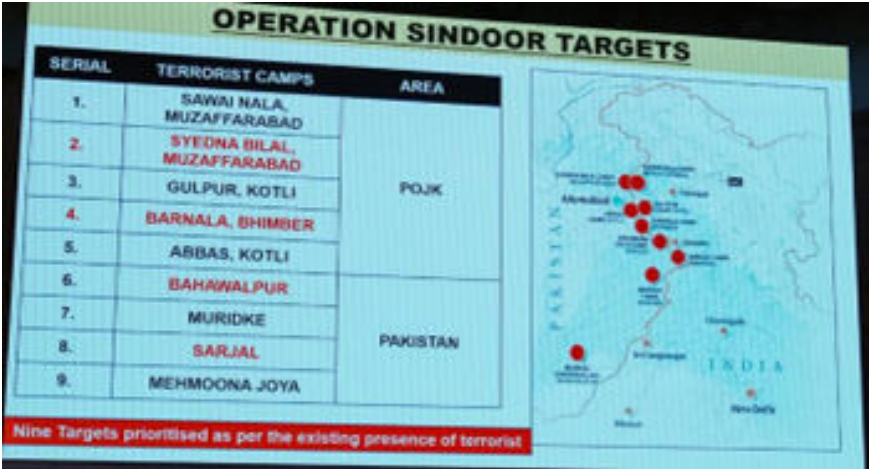 OPERATION SINDOOR TARGETS
SERIAL TERRORIST CAMPS AREA
1. SAWAI NALA,
MUZAFFARABAD
2. SYEDNA BILAL,
MUZAFFARABAD
3. GULPUR, KOTLI
POJK
4. BARNALA, BHIMBER
5. ABBAS, KOTLI
6. BAHAWALPUR
7. MURIDKE
PAKISTAN
8. SARJAL
9. MEHMOONA JOYA
Nine Targets prioritised as per the existing presence of terrorist
PAKISTAN
INDIA
New Delhi